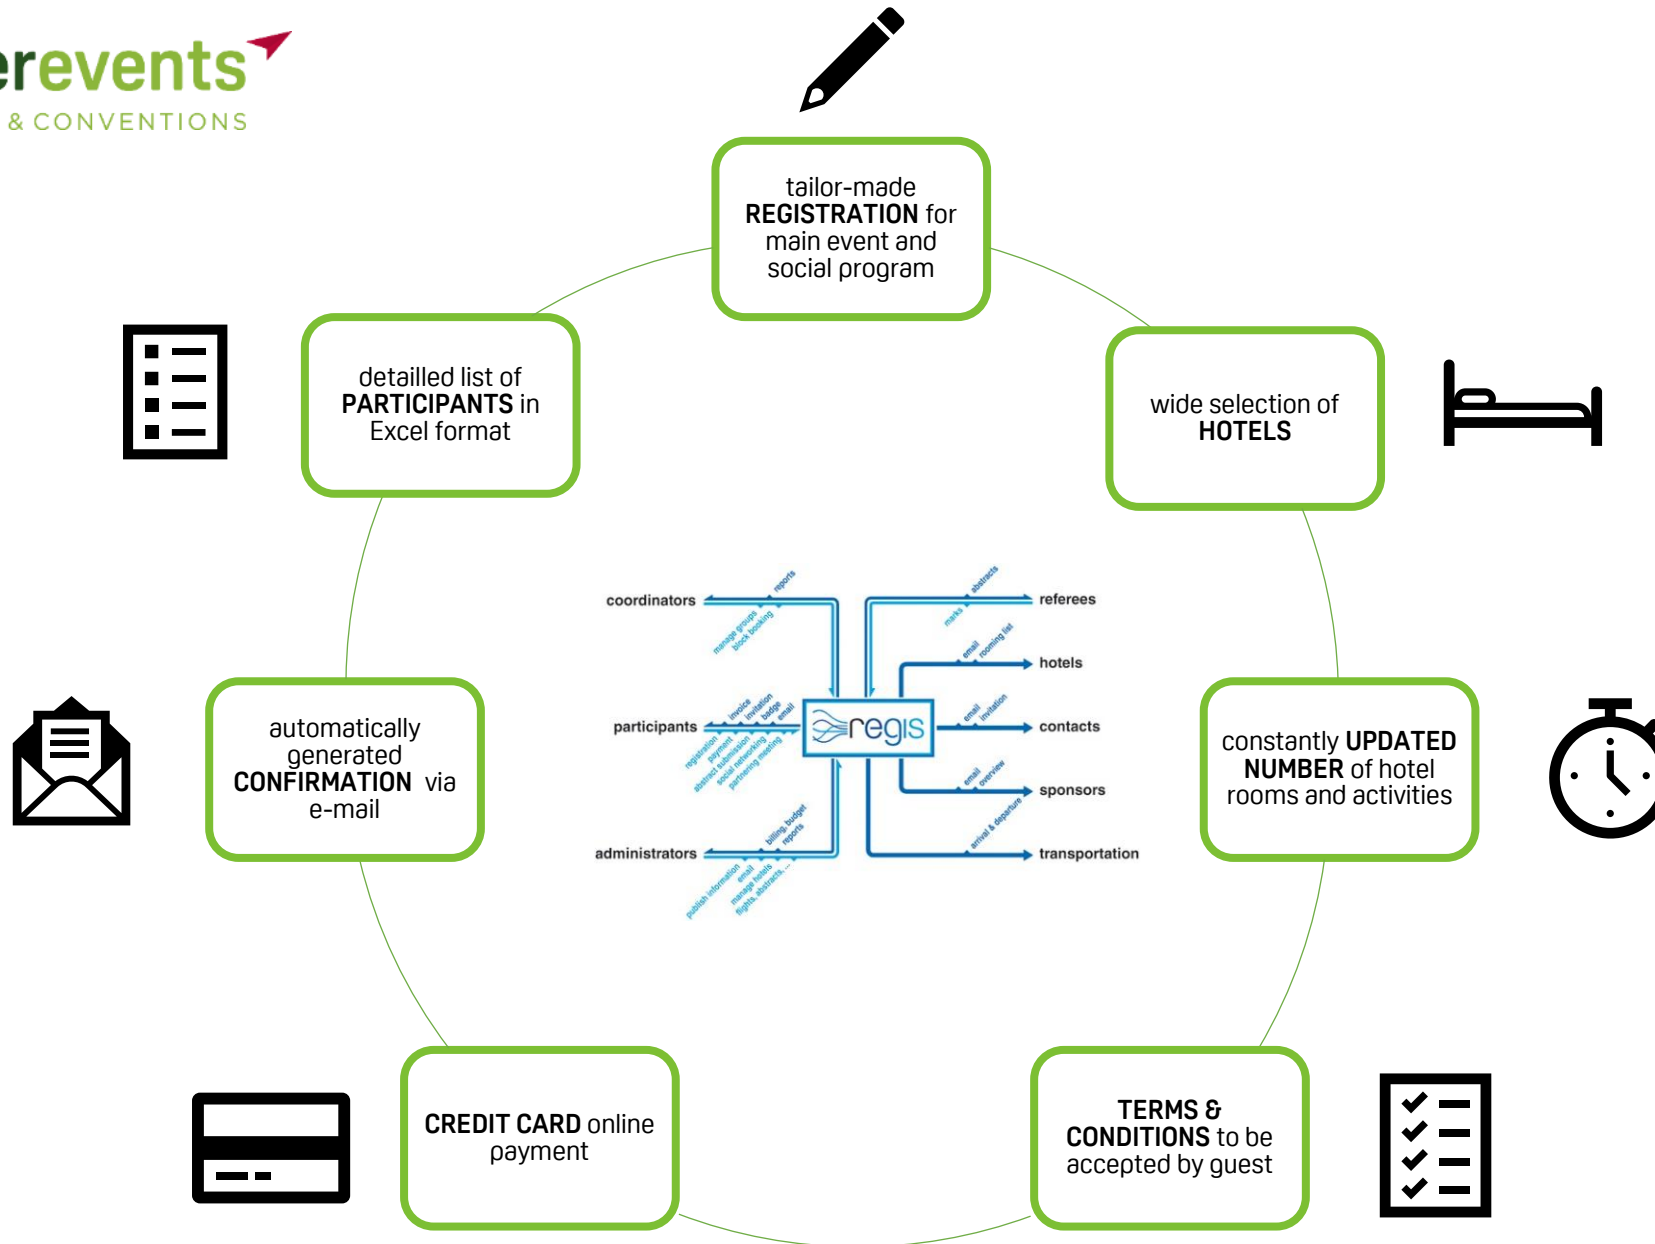 erevents
& CONVENTIONS
tailor-made
REGISTRATION for
main event and
social program
detailled list of
PARTICIPANTS in
Excel format
wide selection of
HOTELS
coordinators
reports
manage groups
block booking
abstracts
marks
referees
email
rooming list
hotels
participants
invoice
invitation
badge
email
registration
payment
abstract submission
social networking
partnering meeting
regis
email
invitation
contacts
email
overview
sponsors
administrators
billing, budget
reports
publish information
email
manage hotels
flights, abstracts, ...
arrival & departure
transportation
automatically
generated
CONFIRMATION via
e-mail
constantly UPDATED
NUMBER of hotel
rooms and activities
CREDIT CARD online
payment
TERMS &
CONDITIONS to be
accepted by guest